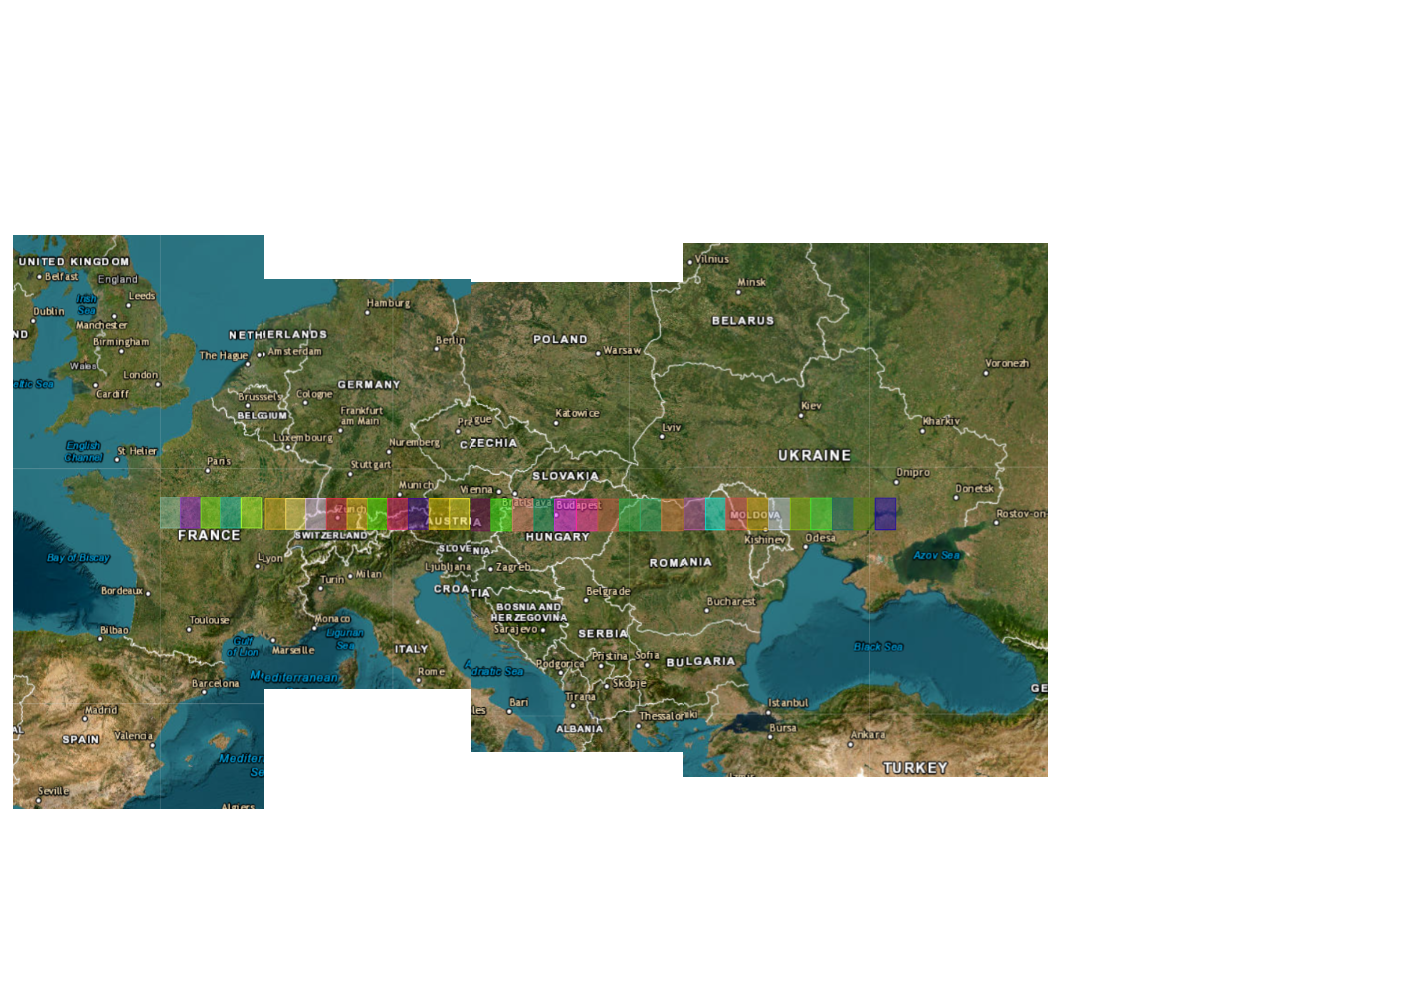 UNITED KINGDOM
Belfast
England
Irish
Sea
Leeds
Dublin
Manchester
ND
Birmingham
Wales
London
Cardiff
eltic Sea
English
Channel
St Helier
Paris
NETHERLANDS
The Hague
Amsterdam
Brussels
BELGIUM
Luxembourg
Hamburg
Berlin
GERMANY
Cologne
Frankfurt
am Main
Nuremberg
Stuttgart
Munich
Prague
CZECHIA
POLAND
Warsaw
Katowice
SLOVAKIA
Vienna
Bratislava
Budapest
Vilnius
Minsk
BELARUS
Voronezh
Kiev
Kharkiv
Lviv
UKRAINE
Dnipro
Donetsk
Rostov-on-
FRANCE
Zurich
SWITZERLAND
AUSTRIA
HUNGARY
MOLDOVA
Kishinev
Odesa
Azov Sea
Bay of Biscay
Lyon
Turin
Milan
SLOVENIA
Ljubljana
Zagreb
CROATIA
ROMANIA
Bordeaux
Belgrade
Bucharest
BOSNIA AND
HERZEGOVINA
Sarajevo
SERBIA
Toulouse
Bilbao
Monaco
Marseille
Gulf
of Lion
Ligurian
Sea
ITALY
Rome
Adriatic Sea
Podgorica
Pristina
Sofia
BULGARIA
Black Sea
Skopje
Tirana
Bari
les
ALBANIA
Thessaloniki
Istanbul
Bursa
Ankara
TURKEY
Izmir
GE
Barcelona
Mediterranean
Madrid
SPAIN
AL
Valencia
Mediter
Se
Seville
Algiers